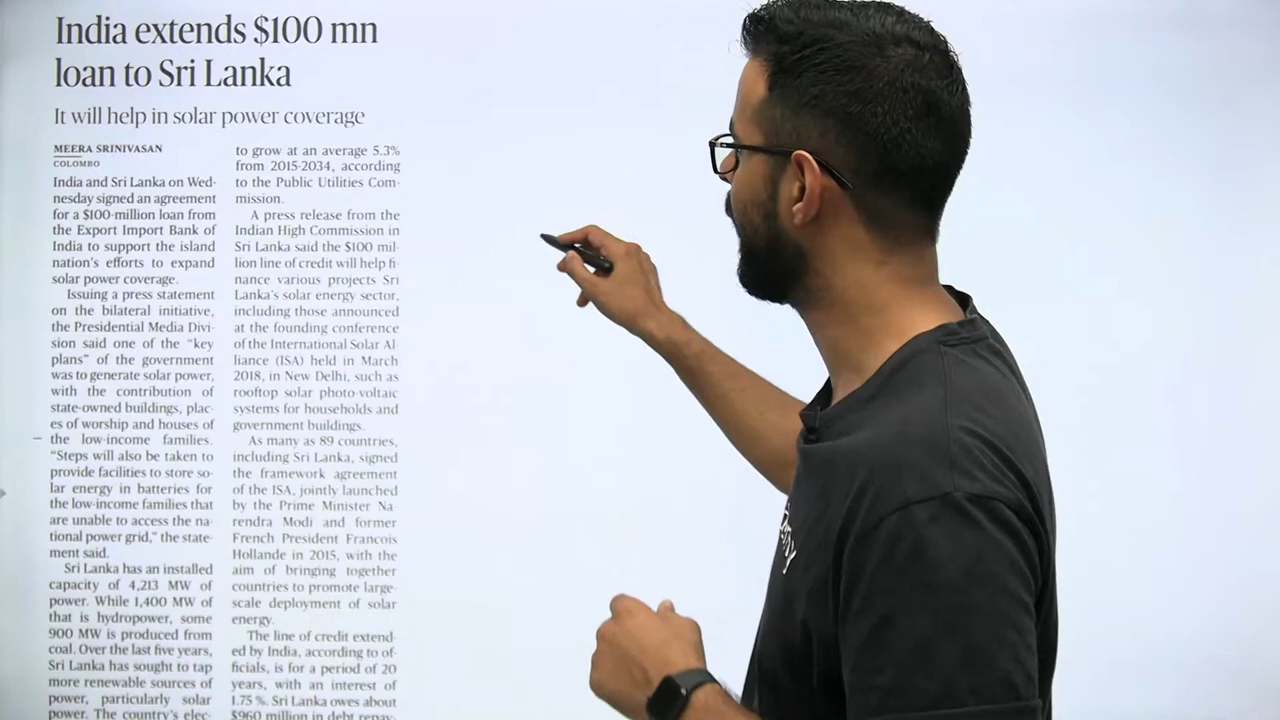 India extends $100 mn
loan to Sri Lanka
It will help in solar power coverage
MEERA SRINIVASAN
COLOMBO
India and Sri Lanka on Wed-
nesday signed an agreement
for a $100-million loan from
the Export Import Bank of
India to support the island
nation's efforts to expand
solar power coverage.
Issuing a press statement
on the bilateral initiative,
the Presidential Media Divi-
sion said one of the "key
plans" of the government
was to generate solar power,
with the contribution of
state-owned buildings, plac-
es of worship and houses of
the low-income families.
"Steps will also be taken to
provide facilities to store so-
lar energy in batteries for
the low-income families that
are unable to access the na-
tional power grid," the state-
ment said.
Sri Lanka has an installed
capacity of 4,213 MW of
power. While 1,400 MW of
that is hydropower, some
900 MW is produced from
coal. Over the last five years,
Sri Lanka has sought to tap
more renewable sources of
power, particularly solar
power. The country's elec-
to grow at an average 5.3%
from 2015-2034, according
to the Public Utilities Com-
mission.
A press release from the
Indian High Commission in
Sri Lanka said the $100 mil-
lion line of credit will help fi-
nance various projects Sri
Lanka's solar energy sector,
including those announced
at the founding conference
of the International Solar Al-
liance (ISA) held in March
2018, in New Delhi, such as
rooftop solar photo-voltaic
systems for households and
government buildings.
As many as 89 countries,
including Sri Lanka, signed
the framework agreement
of the ISA, jointly launched
by the Prime Minister Na-
rendra Modi and former
French President Francois
Hollande in 2015, with the
aim of bringing together
countries to promote large-
scale deployment of solar
energy.
The line of credit extend-
ed by India, according to of-
ficials, is for a period of 20
years, with an interest of
1.75 %. Sri Lanka owes about
$960 million in debt repay-